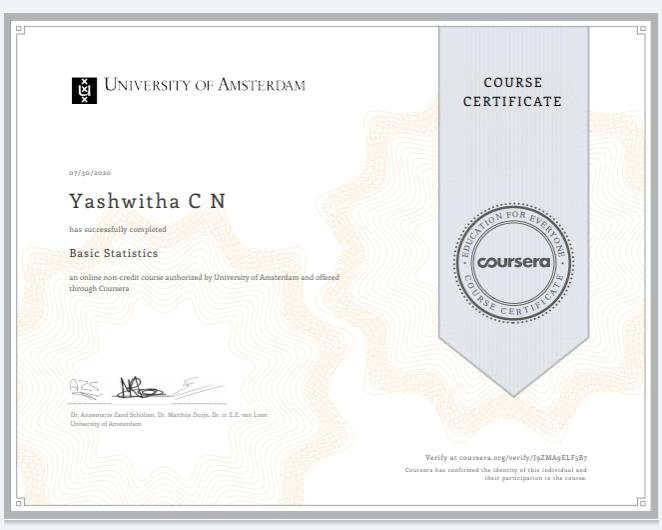 UNIVERSITY OF AMSTERDAM
COURSE
CERTIFICATE
07/30/2020
Yashwitha C N
has successfully completed
Basic Statistics
an online non-credit course authorized by University of Amsterdam and offered
through Coursera
EDUCATION FOR EVERYONE
coursera
COURSE CERTIFICATE
Dr. Annemarie Zand Scholten, Dr. Matthijs Duijn, Dr. ir. E.E. van Loon
University of Amsterdam
Verify at coursera.org/verify/J9ZMA9ELF5B7
Coursera has confirmed the identity of this individual and
their participation in the course.